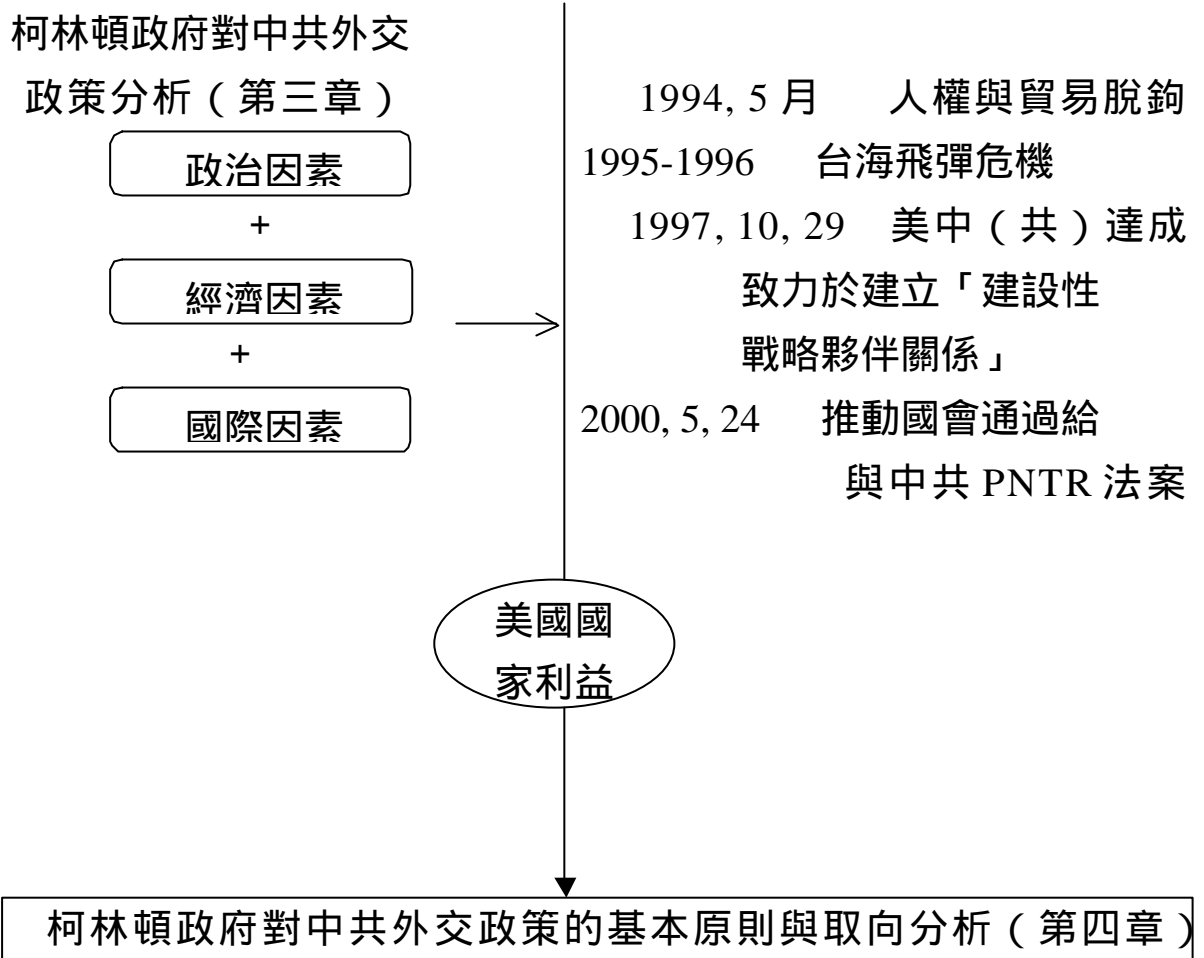 柯林頓政府對中共外交
政策分析（第三章）
政治因素
+
經濟因素
+
國際因素
1994, 5 月 人權與貿易脫鉤
1995-1996 台海飛彈危機
1997, 10, 29 美中（共）達成
致力於建立「建設性
戰略夥伴關係」
2000, 5, 24 推動國會通過給
與中共 PNTR 法案
美國國
家利益
柯林頓政府對中共外交政策的基本原則與取向分析（第四章）